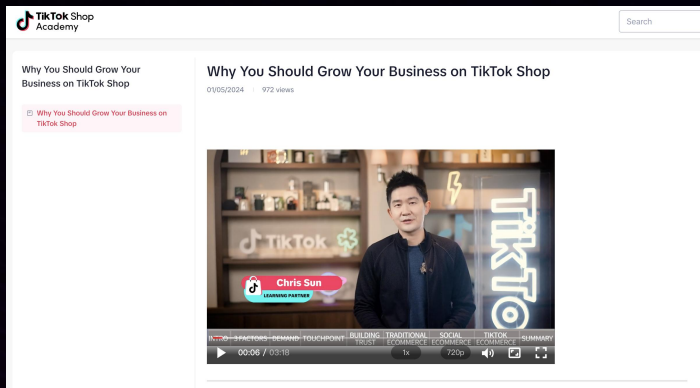 TikTok Shop
Academy
Search
Why You Should Grow Your
Business on TikTok Shop
Why You Should Grow Your Business on
TikTok Shop
Why You Should Grow Your Business on TikTok Shop
01/05/2024 972 views
TikTok
TikTo
Chris Sun
LEARNING PARTNER
INTRO 3 FACTORS DEMAND TOUCHPOINT BUILDING TRUST TRADITIONAL ECOMMERCE SOCIAL ECOMMERCE TIKTOK ECOMMERCE SUMMARY
00:06 / 03:18 1x 720p